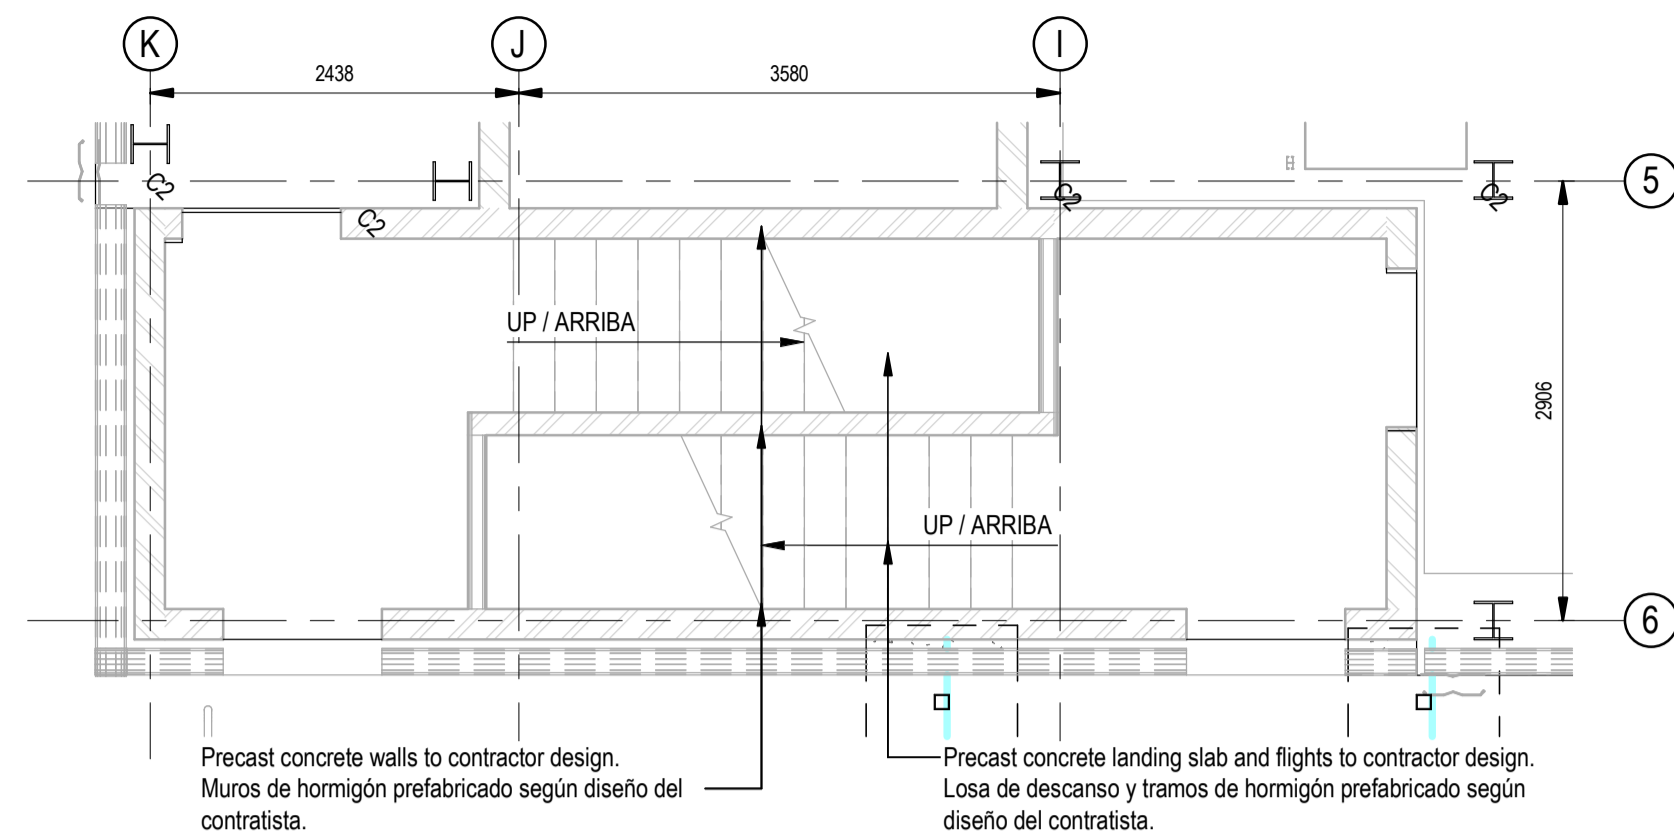 K
J
I
2438
3580
C2
C2
C2
C2
5
UP / ARRIBA
2906
UP / ARRIBA
6
Precast concrete walls to contractor design.
Muros de hormigón prefabricado según diseño del
contratista.
Precast concrete landing slab and flights to contractor design.
Losa de descanso y tramos de hormigón prefabricado según
diseño del contratista.